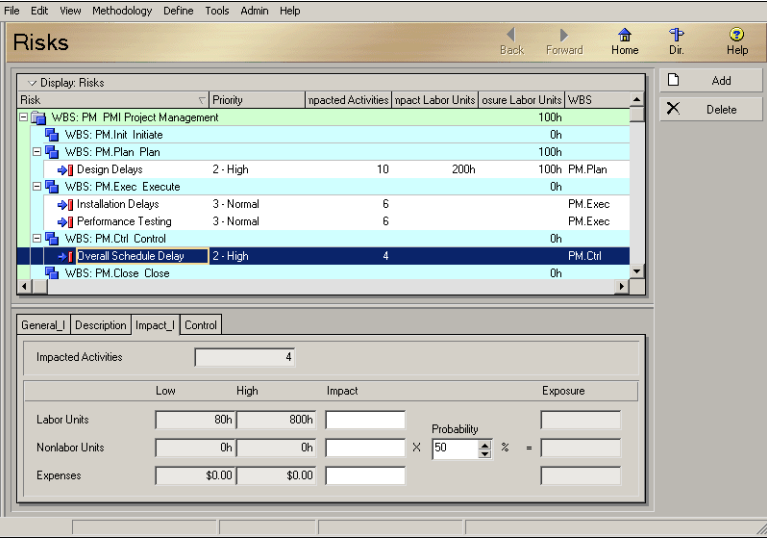 File Edit View Methodology Define Tools Admin Help
Risks
Back Forward Home Dir. Help
Display: Risks
Add
Risk Priority mpacted Activities mpact Labor Units osure Labor Units WBS
Delete
WBS: PM PMI Project Management 100h
WBS: PM.Init Initiate 0h
WBS: PM.Plan Plan 100h
Design Delays 2 - High 10 200h 100h PM.Plan
WBS: PM.Exec Execute 0h
Installation Delays 3 - Normal 6 PM.Exec
Performance Testing 3 - Normal 6 PM.Exec
WBS: PM.Ctrl Control 0h
Overall Schedule Delay 2 - High 4 PM.Ctrl
WBS: PM.Close Close 0h
General_I Description Impact_I Control
Impacted Activities 4
Low High Impact Exposure
Labor Units 80h 800h
Probability
Nonlabor Units 0h 0h X 50 % =
Expenses $0.00 $0.00